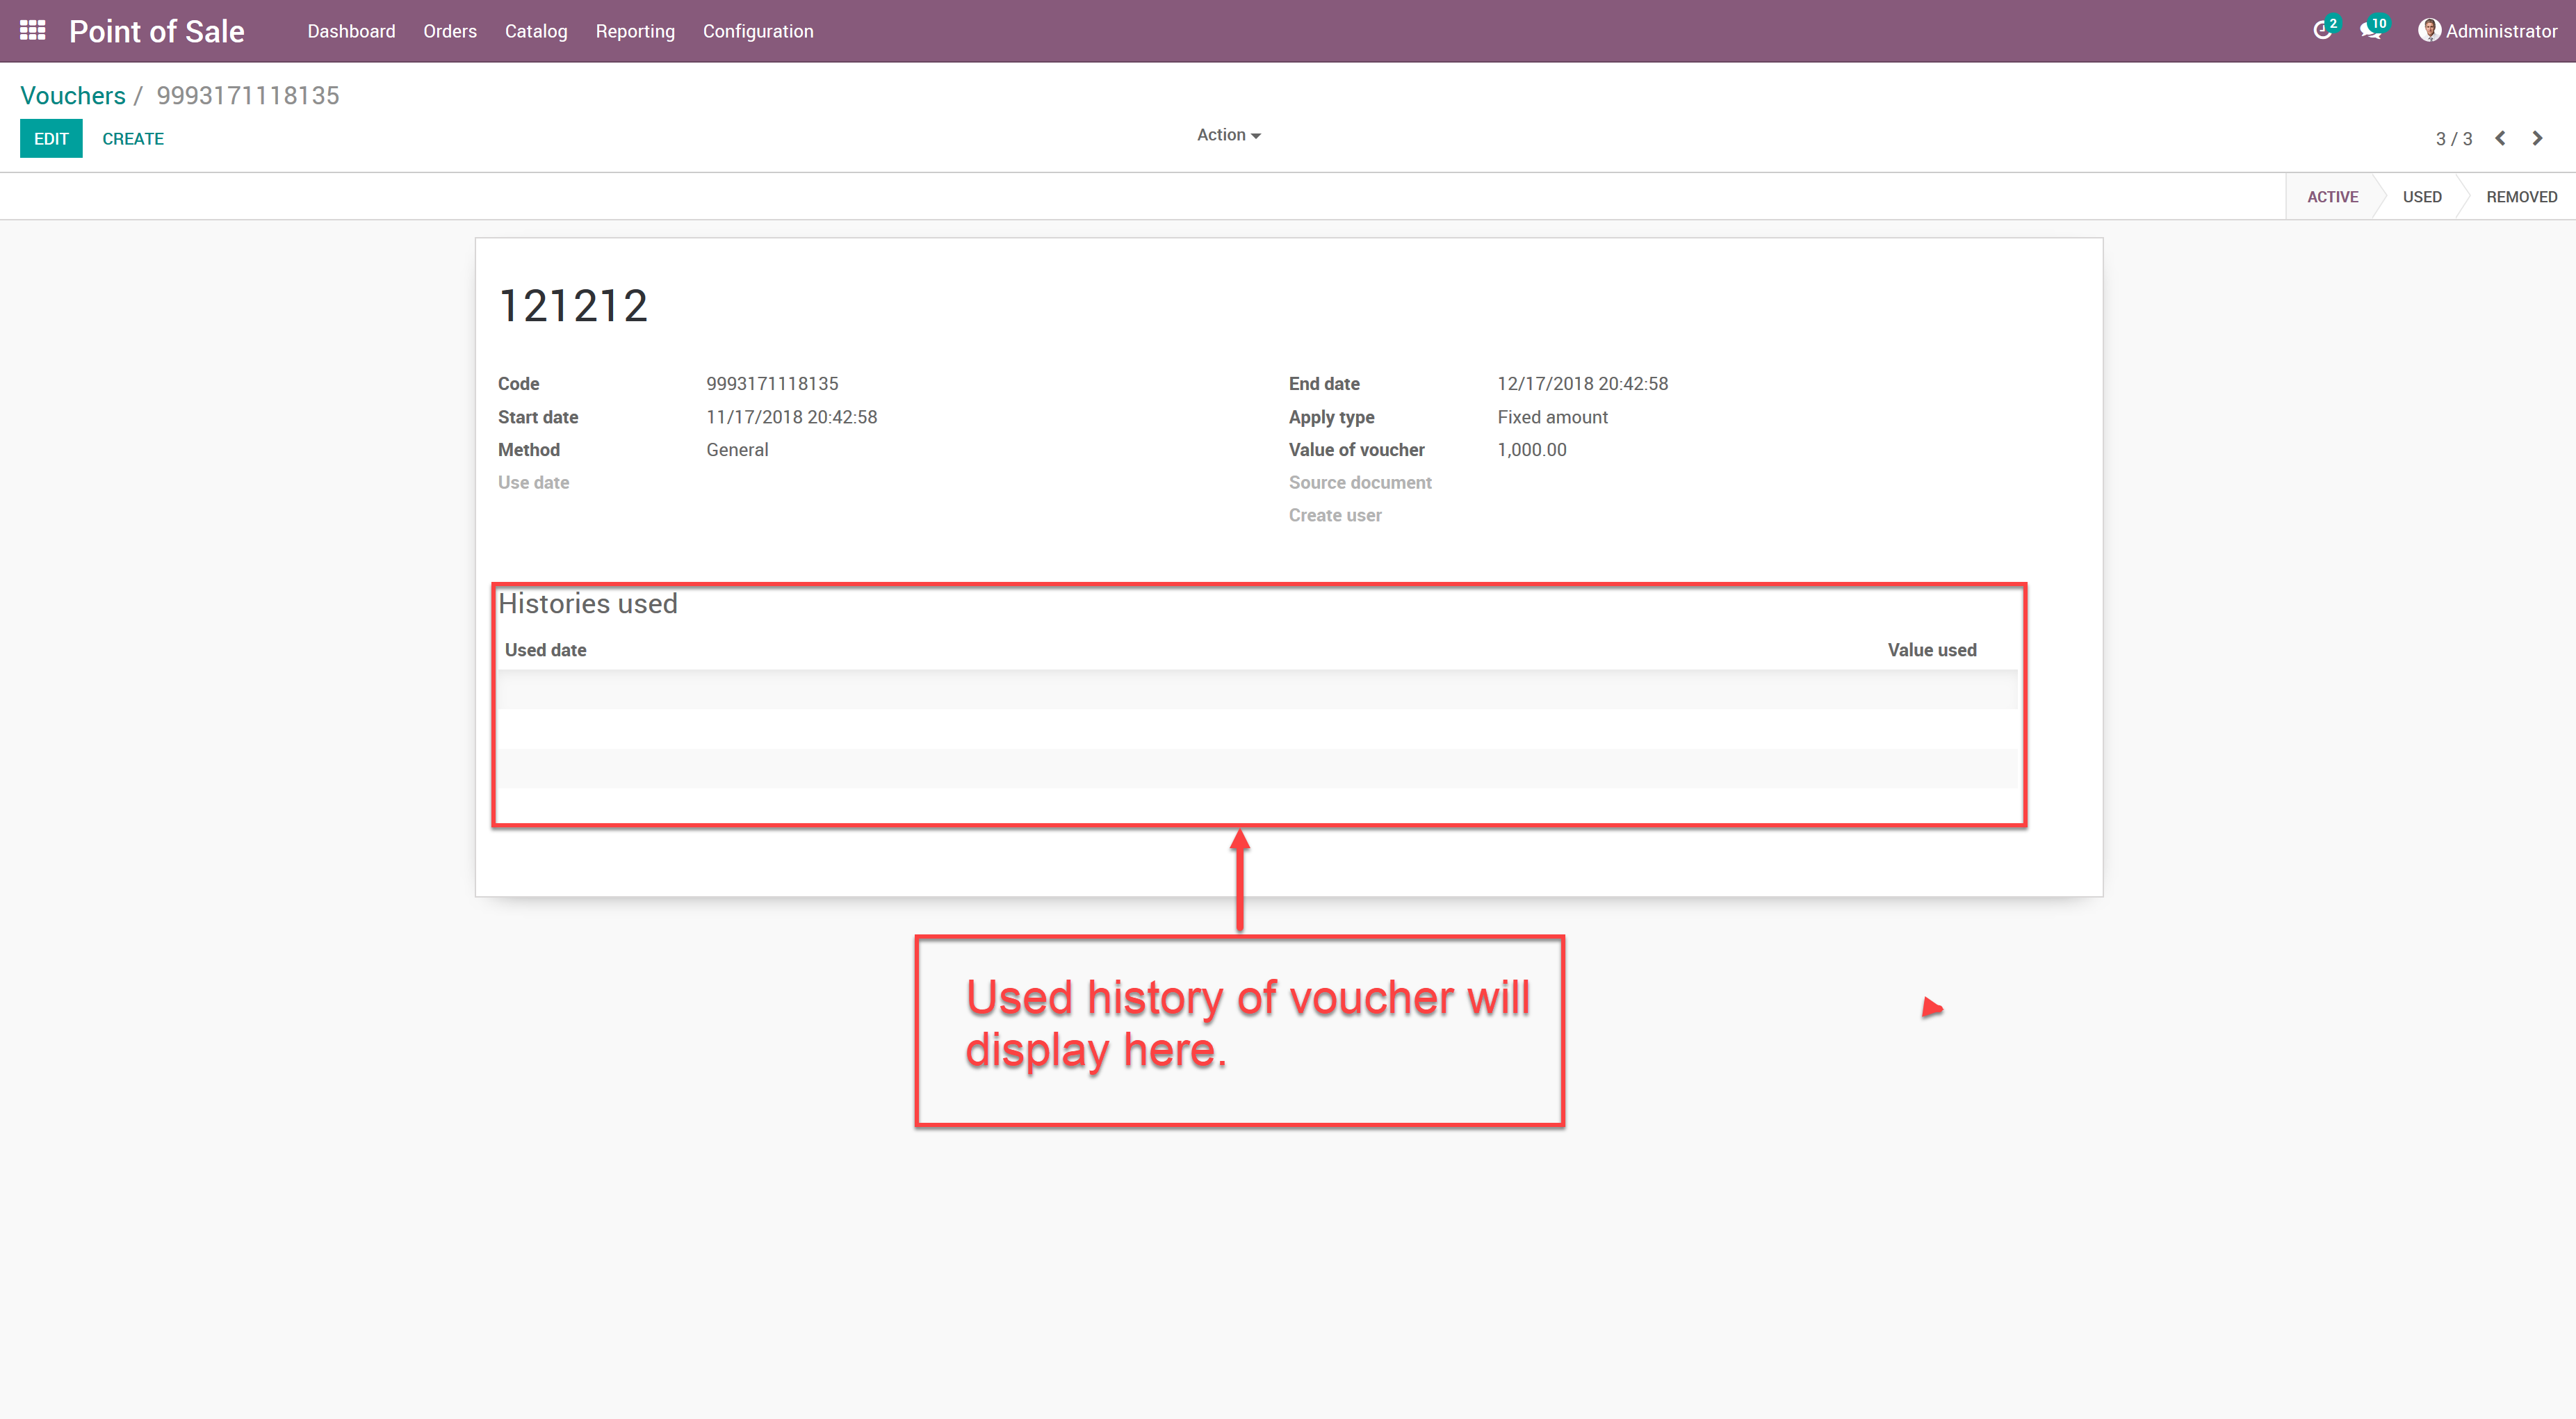 Point of Sale Dashboard Orders Catalog Reporting Configuration 2 10 Administrator
Vouchers / 9993171118135
EDIT CREATE Action 3 / 3
ACTIVE USED REMOVED
121212
Code 9993171118135 End date 12/17/2018 20:42:58
Start date 11/17/2018 20:42:58 Apply type Fixed amount
Method General Value of voucher 1,000.00
Use date Source document
Create user
Histories used
Used date Value used
Used history of voucher will
display here.